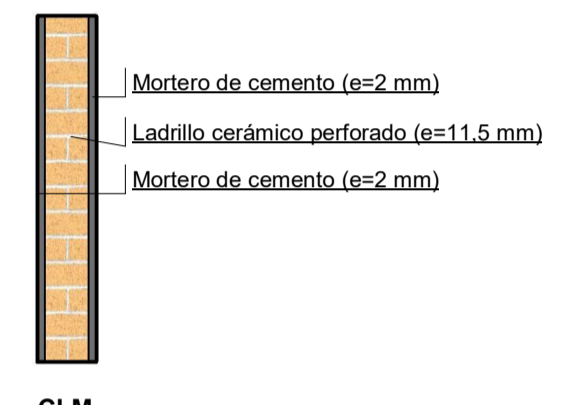 Mortero de cemento (e=2 mm)
Ladrillo cerámico perforado (e=11,5 mm)
Mortero de cemento (e=2 mm)